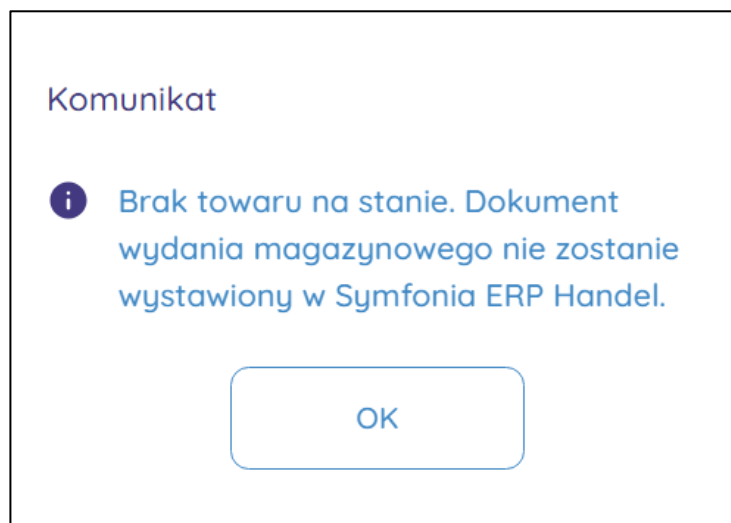 Komunikat
Brak towaru na stanie. Dokument
wydania magazynowego nie zostanie
wystawiony w Symfonia ERP Handel.
OK